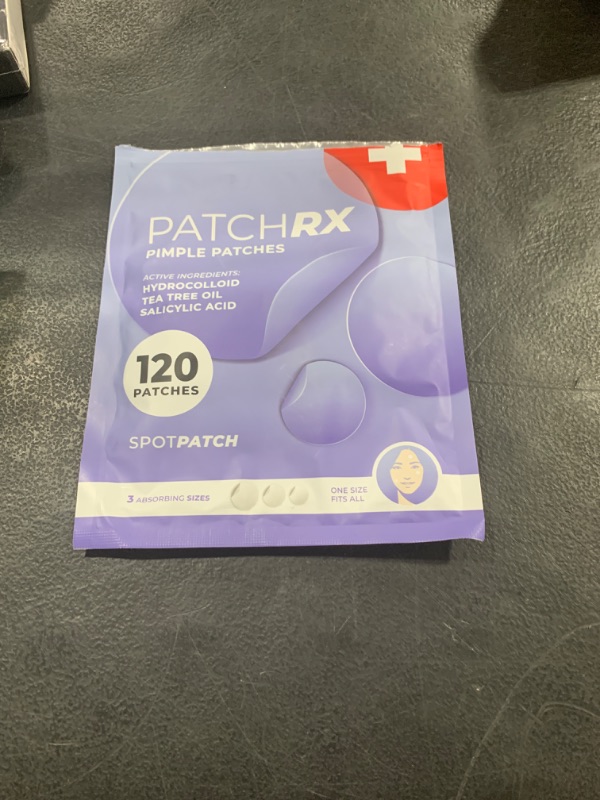 PATCHRX
PIMPLE PATCHES
ACTIVE INGREDIENTS:
HYDROCOLLOID
TEA TREE OIL
SALICYLIC ACID
120
PATCHES
SPOTPATCH
3 ABSORBING SIZES
ONE SIZE
FITS ALL